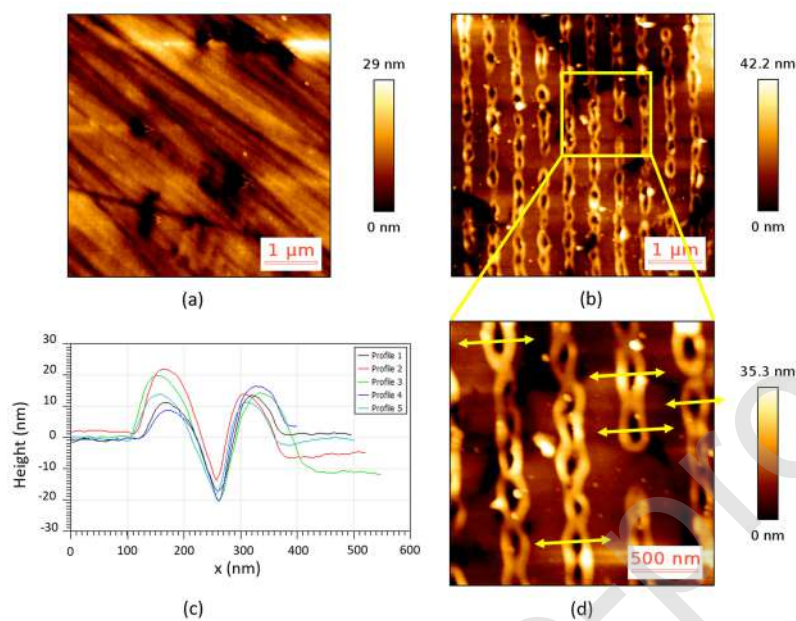 29 nm
0 nm
1 μm
(a)
42.2 nm
0 nm
1 μm
(b)
30
20
10
0
-10
-20
-30
Height (nm)
0
100
200
300
400
500
600
x (nm)
Profile 1
Profile 2
Profile 3
Profile 4
Profile 5
(c)
35.3 nm
0 nm
500 nm
(d)